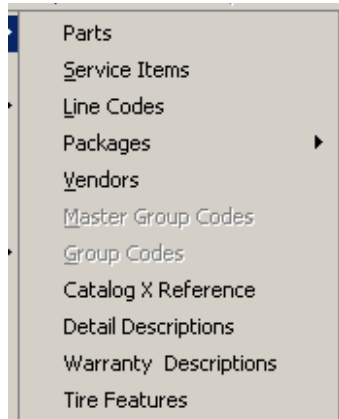 Parts
Service Items
Line Codes
Packages
Vendors
Master Group Codes
Group Codes
Catalog X Reference
Detail Descriptions
Warranty  Descriptions
Tire Features